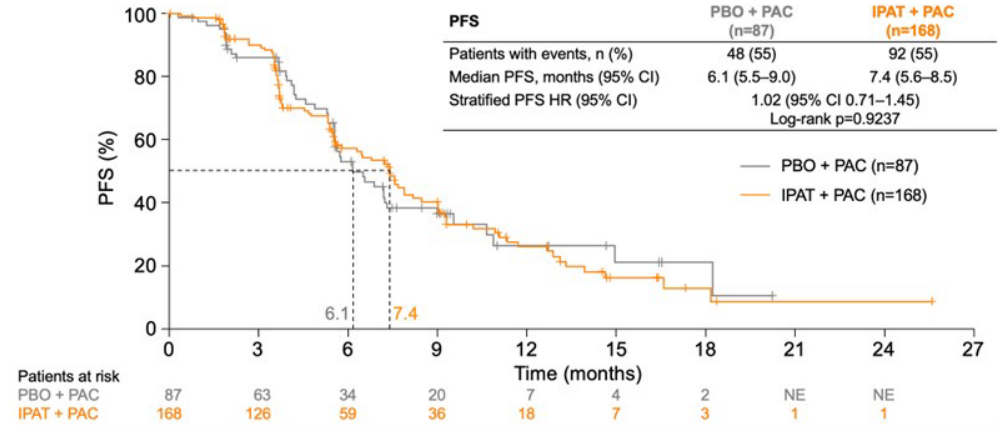 PFS PBO + PAC (n=87) IPAT + PAC (n=168)
Patients with events, n (%) 48 (55) 92 (55)
Median PFS, months (95% CI) 6.1 (5.5–9.0) 7.4 (5.6–8.5)
Stratified PFS HR (95% CI) 1.02 (95% CI 0.71–1.45)
Log-rank p=0.9237
PBO + PAC (n=87)
IPAT + PAC (n=168)
PFS (%)
100
80
60
40
20
0
6.1 7.4
0 3 6 9 12 15 18 21 24 27
Time (months)
Patients at risk
PBO + PAC 87 63 34 20 7 4 2 NE NE
IPAT + PAC 168 126 59 36 18 7 3 1 1